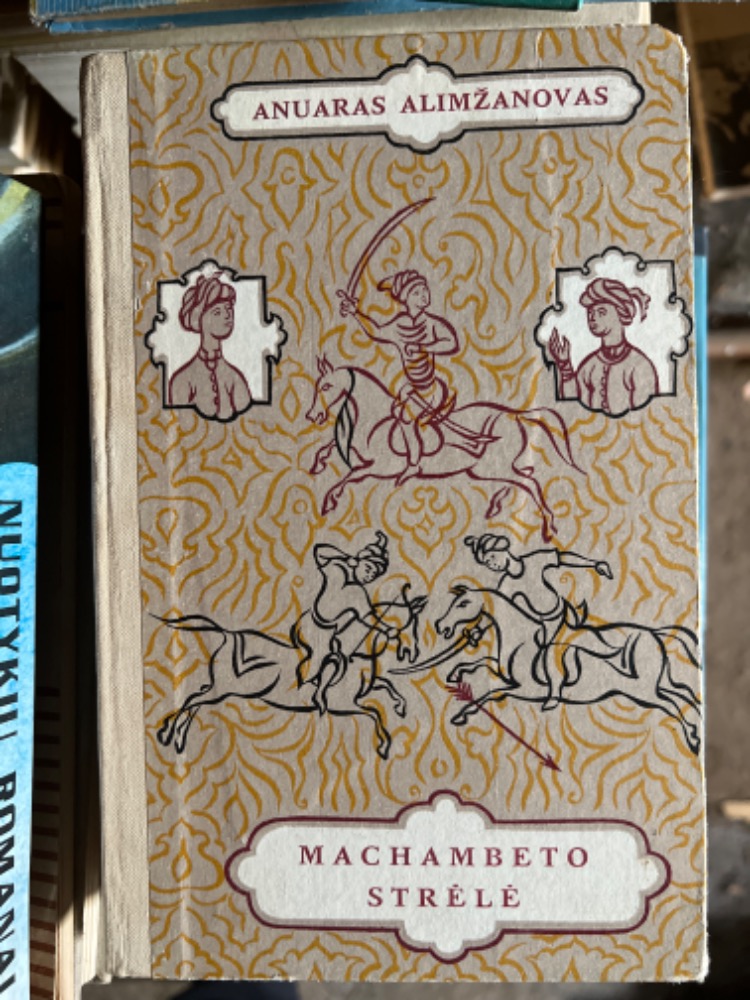 ANUARAS ALIMŽANOVAS
MACHAMBETO
STRĖLĖ
NUOTYKIŲ ROMANAI